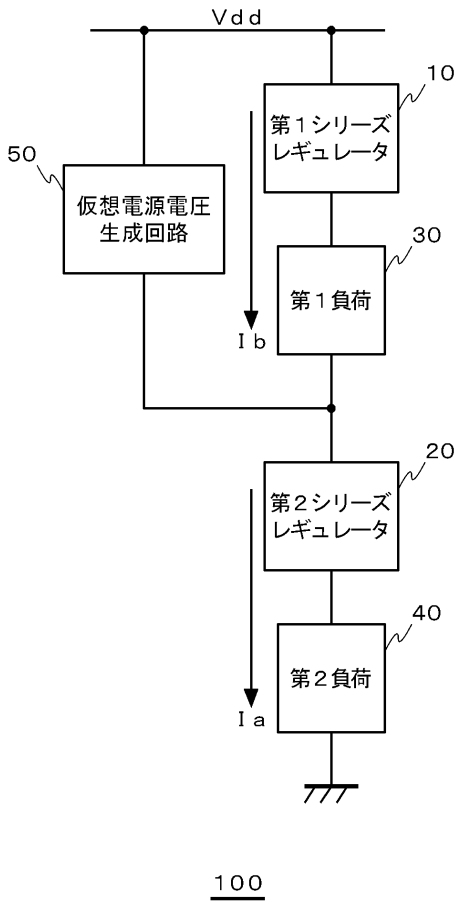 Vdd
10
第1シリーズ
レギュレータ
50
仮想電源電圧
生成回路
30
第1負荷
Ib
20
第2シリーズ
レギュレータ
40
第2負荷
Ia
100